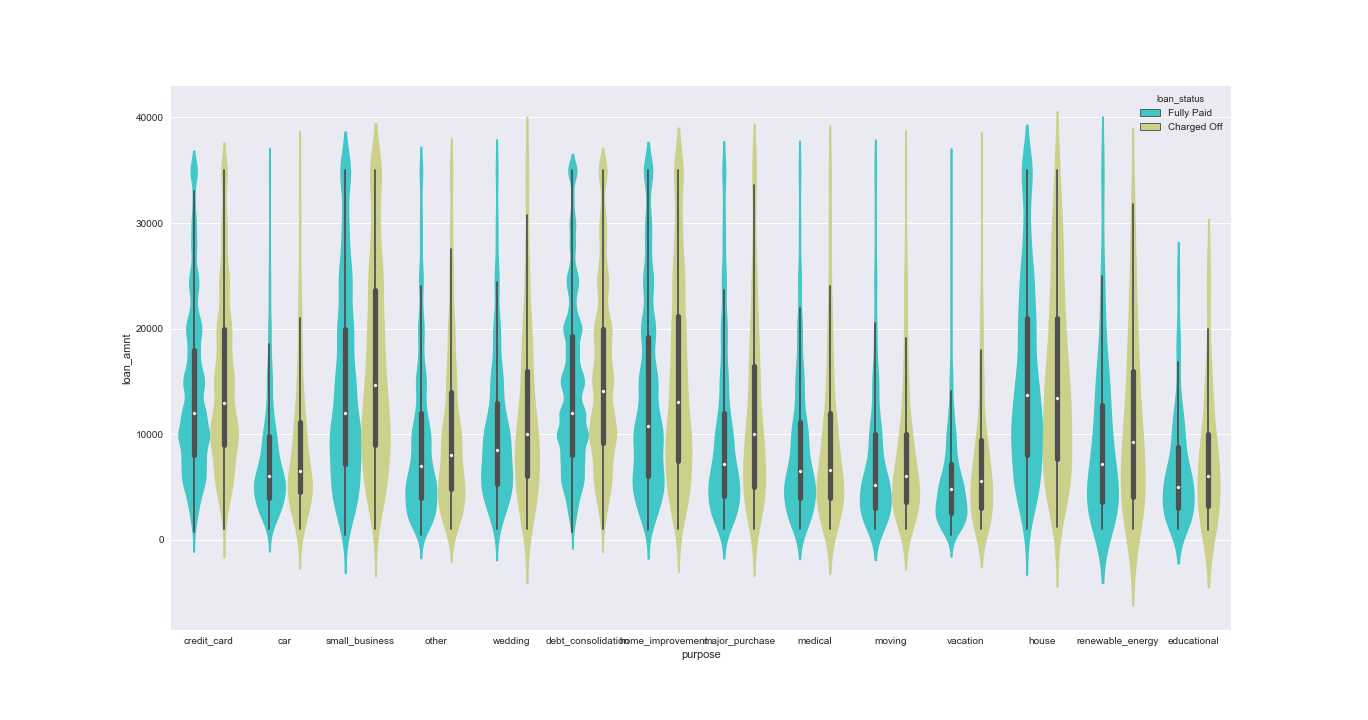 loan_status
Fully Paid
Charged Off
40000
30000
20000
10000
0
loan_amnt
credit_card car small_business other wedding debt_consolidation home_improvement major_purchase medical moving vacation house renewable_energy educational
purpose